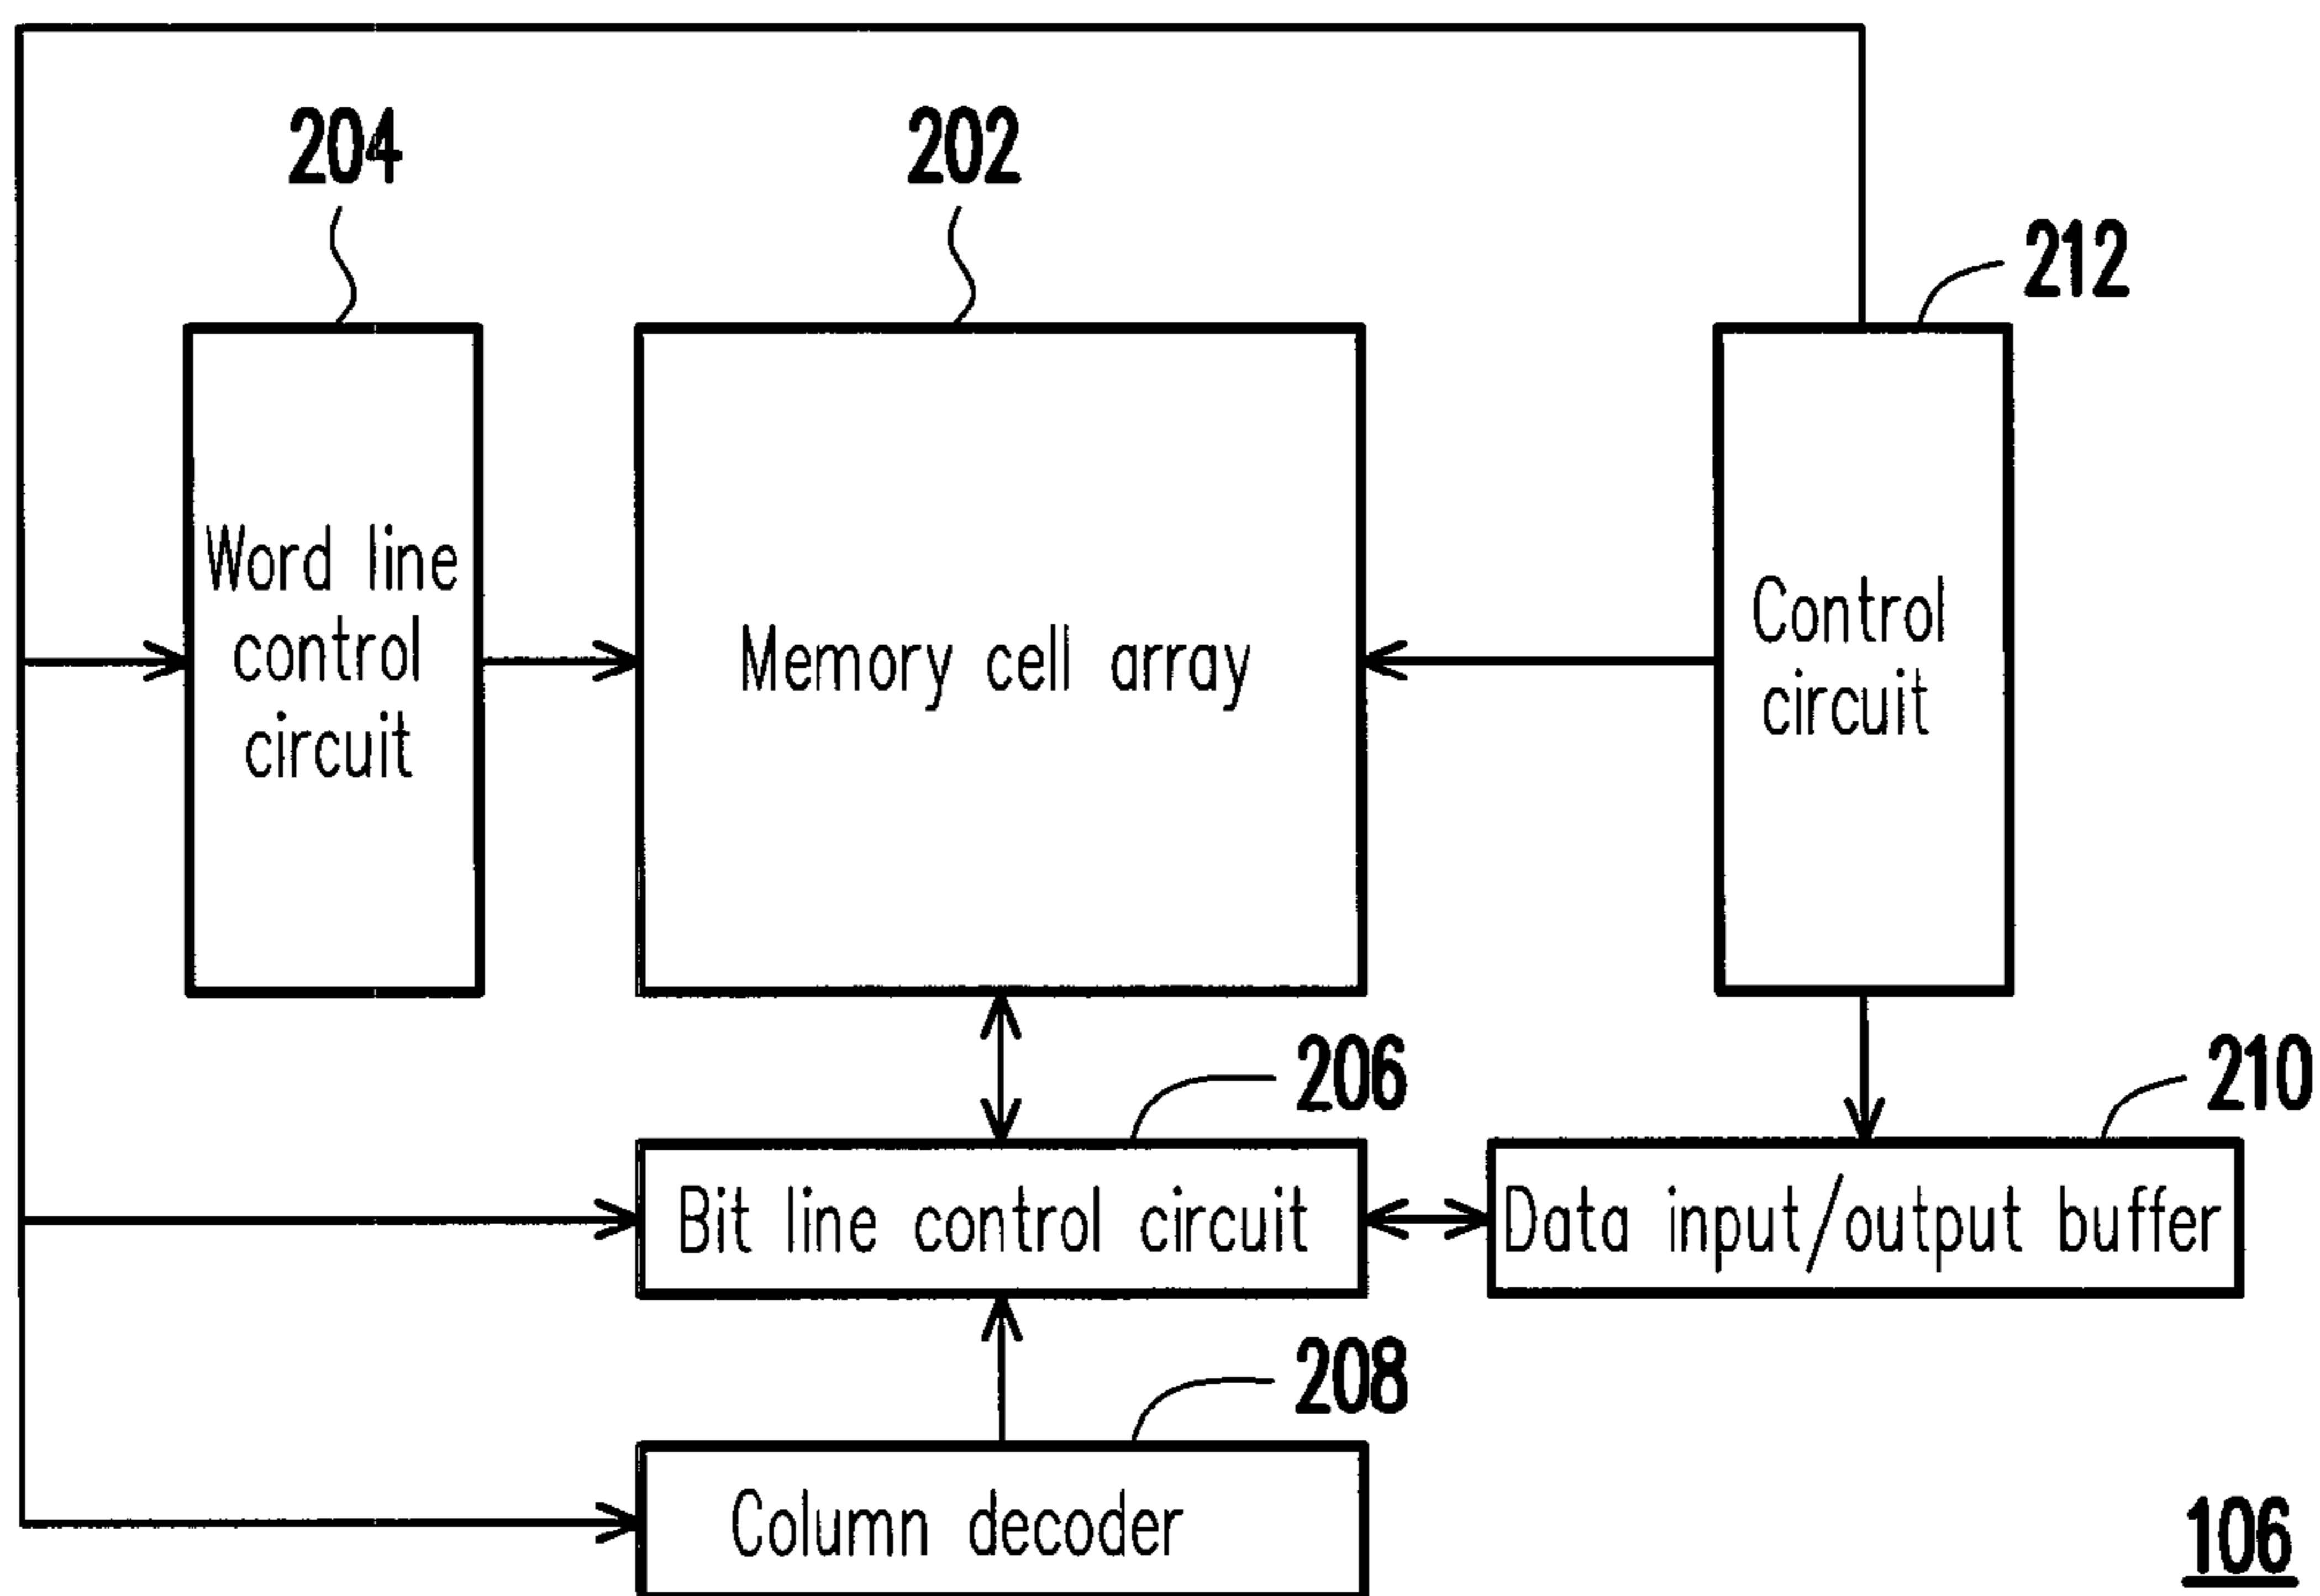 204
202
212
Word line
control
circuit
Memory cell array
Control
circuit
206
210
Bit line control circuit
Data input/output buffer
208
Column decoder
106